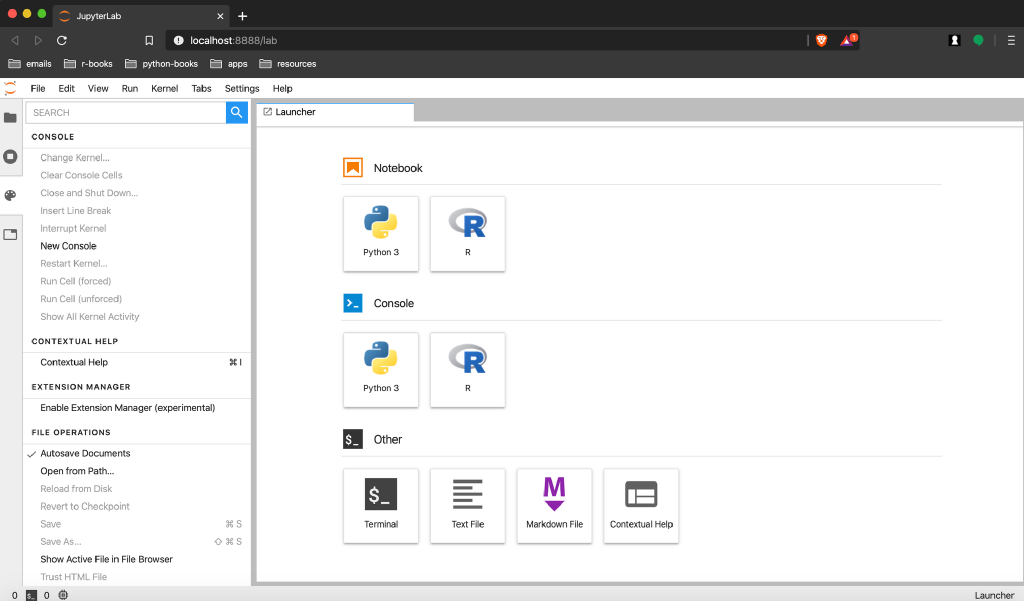 JupyterLab
localhost:8888/lab
1
emails r-books python-books apps resources
File Edit View Run Kernel Tabs Settings Help
SEARCH
CONSOLE
Change Kernel...
Clear Console Cells
Close and Shut Down...
Insert Line Break
Interrupt Kernel
New Console
Restart Kernel...
Run Cell (forced)
Run Cell (unforced)
Show All Kernel Activity
CONTEXTUAL HELP
Contextual Help ⌘ I
EXTENSION MANAGER
Enable Extension Manager (experimental)
FILE OPERATIONS
Autosave Documents
Open from Path...
Reload from Disk
Revert to Checkpoint
Save ⌘ S
Save As... ⇧ ⌘ S
Show Active File in File Browser
Trust HTML File
Launcher
Notebook
Python 3
R
Console
Python 3
R
$_ Other
$_
Terminal
Text File
M
Markdown File
Contextual Help
0 $_ 0
Launcher